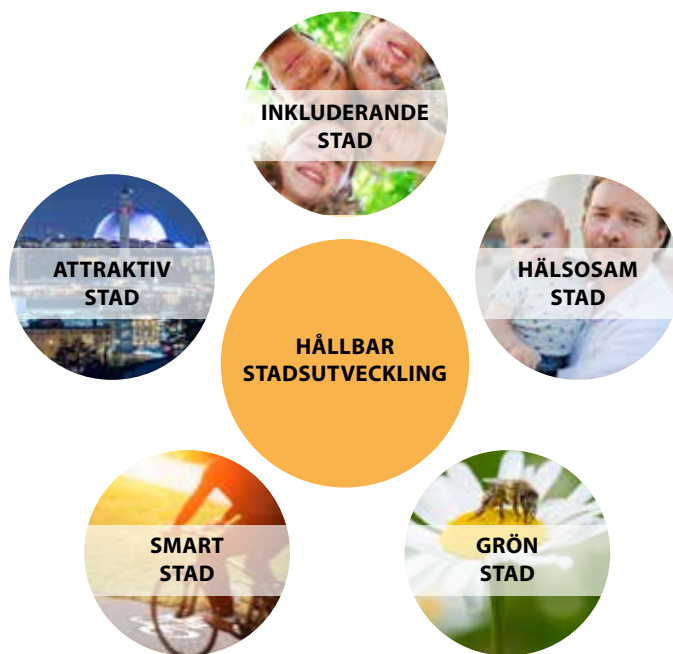 INKLUDERANDE
STAD
ATTRAKTIV
STAD
HÄLSOSAM
STAD
HÅLLBAR
STADSUTVECKLING
SMART
STAD
GRÖN
STAD